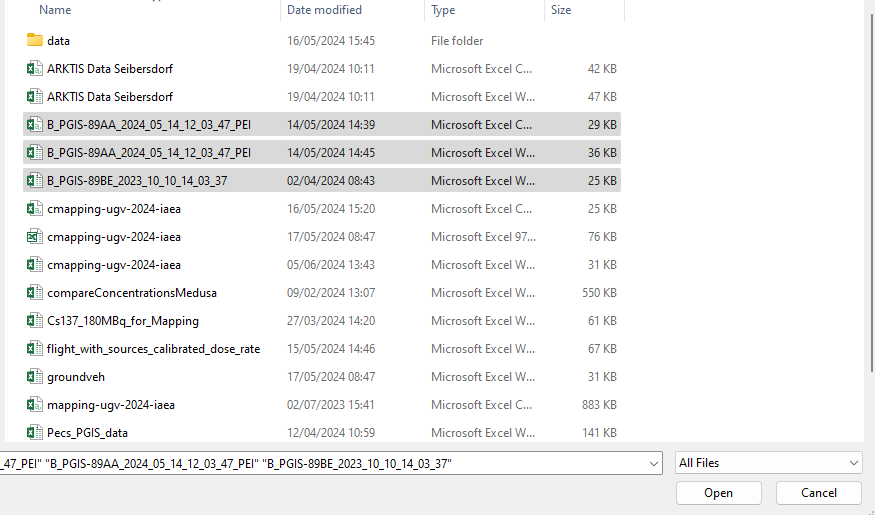 Name Date modified Type Size
data 16/05/2024 15:45 File folder
ARKTIS Data Seibersdorf 19/04/2024 10:11 Microsoft Excel C... 42 KB
ARKTIS Data Seibersdorf 19/04/2024 10:11 Microsoft Excel W... 47 KB
B_PGIS-89AA_2024_05_14_12_03_47_PEI 14/05/2024 14:39 Microsoft Excel C... 29 KB
B_PGIS-89AA_2024_05_14_12_03_47_PEI 14/05/2024 14:45 Microsoft Excel W... 36 KB
B_PGIS-89BE_2023_10_10_14_03_37 02/04/2024 08:43 Microsoft Excel W... 25 KB
cmapping-ugv-2024-iaea 16/05/2024 15:20 Microsoft Excel C... 25 KB
cmapping-ugv-2024-iaea 17/05/2024 08:47 Microsoft Excel 97... 76 KB
cmapping-ugv-2024-iaea 05/06/2024 13:43 Microsoft Excel W... 31 KB
compareConcentrationsMedusa 09/02/2024 13:07 Microsoft Excel W... 550 KB
Cs137_180MBq_for_Mapping 27/03/2024 14:20 Microsoft Excel W... 61 KB
flight_with_sources_calibrated_dose_rate 15/05/2024 14:46 Microsoft Excel W... 67 KB
groundveh 17/05/2024 08:47 Microsoft Excel W... 31 KB
mapping-ugv-2024-iaea 02/07/2023 15:41 Microsoft Excel C... 883 KB
Pecs_PGIS_data 12/04/2024 10:59 Microsoft Excel W... 141 KB
_47_PEI" "B_PGIS-89AA_2024_05_14_12_03_47_PEI" "B_PGIS-89BE_2023_10_10_14_03_37" All Files
Open Cancel